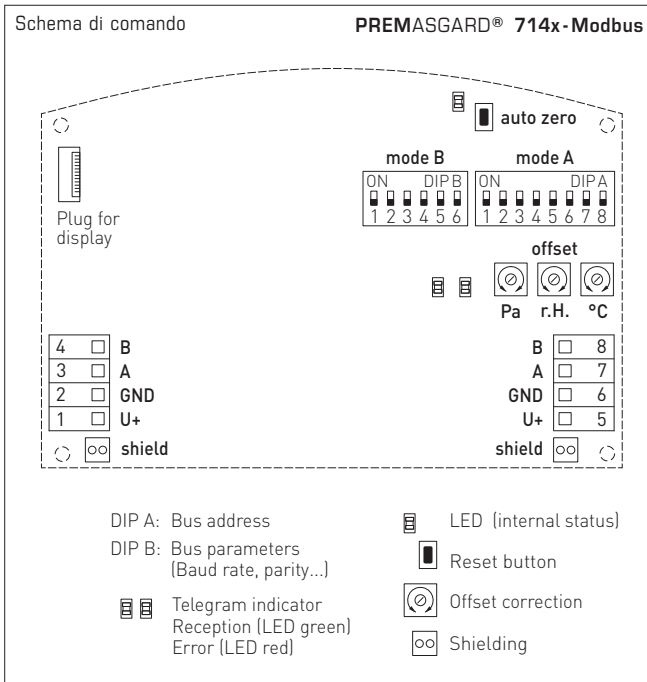 Schema di comando PREMASGARD® 714x-Modbus
auto zero
mode B mode A
ON DIP B ON DIP A
1 2 3 4 5 6 1 2 3 4 5 6 7 8
Plug for
display
offset
Pa r.H. °C
4 B B 8
3 A A 7
2 GND GND 6
1 U+ U+ 5
shield shield
DIP A: Bus address
DIP B: Bus parameters
(Baud rate, parity...)
Telegram indicator
Reception (LED green)
Error (LED red)
LED (internal status)
Reset button
Offset correction
Shielding